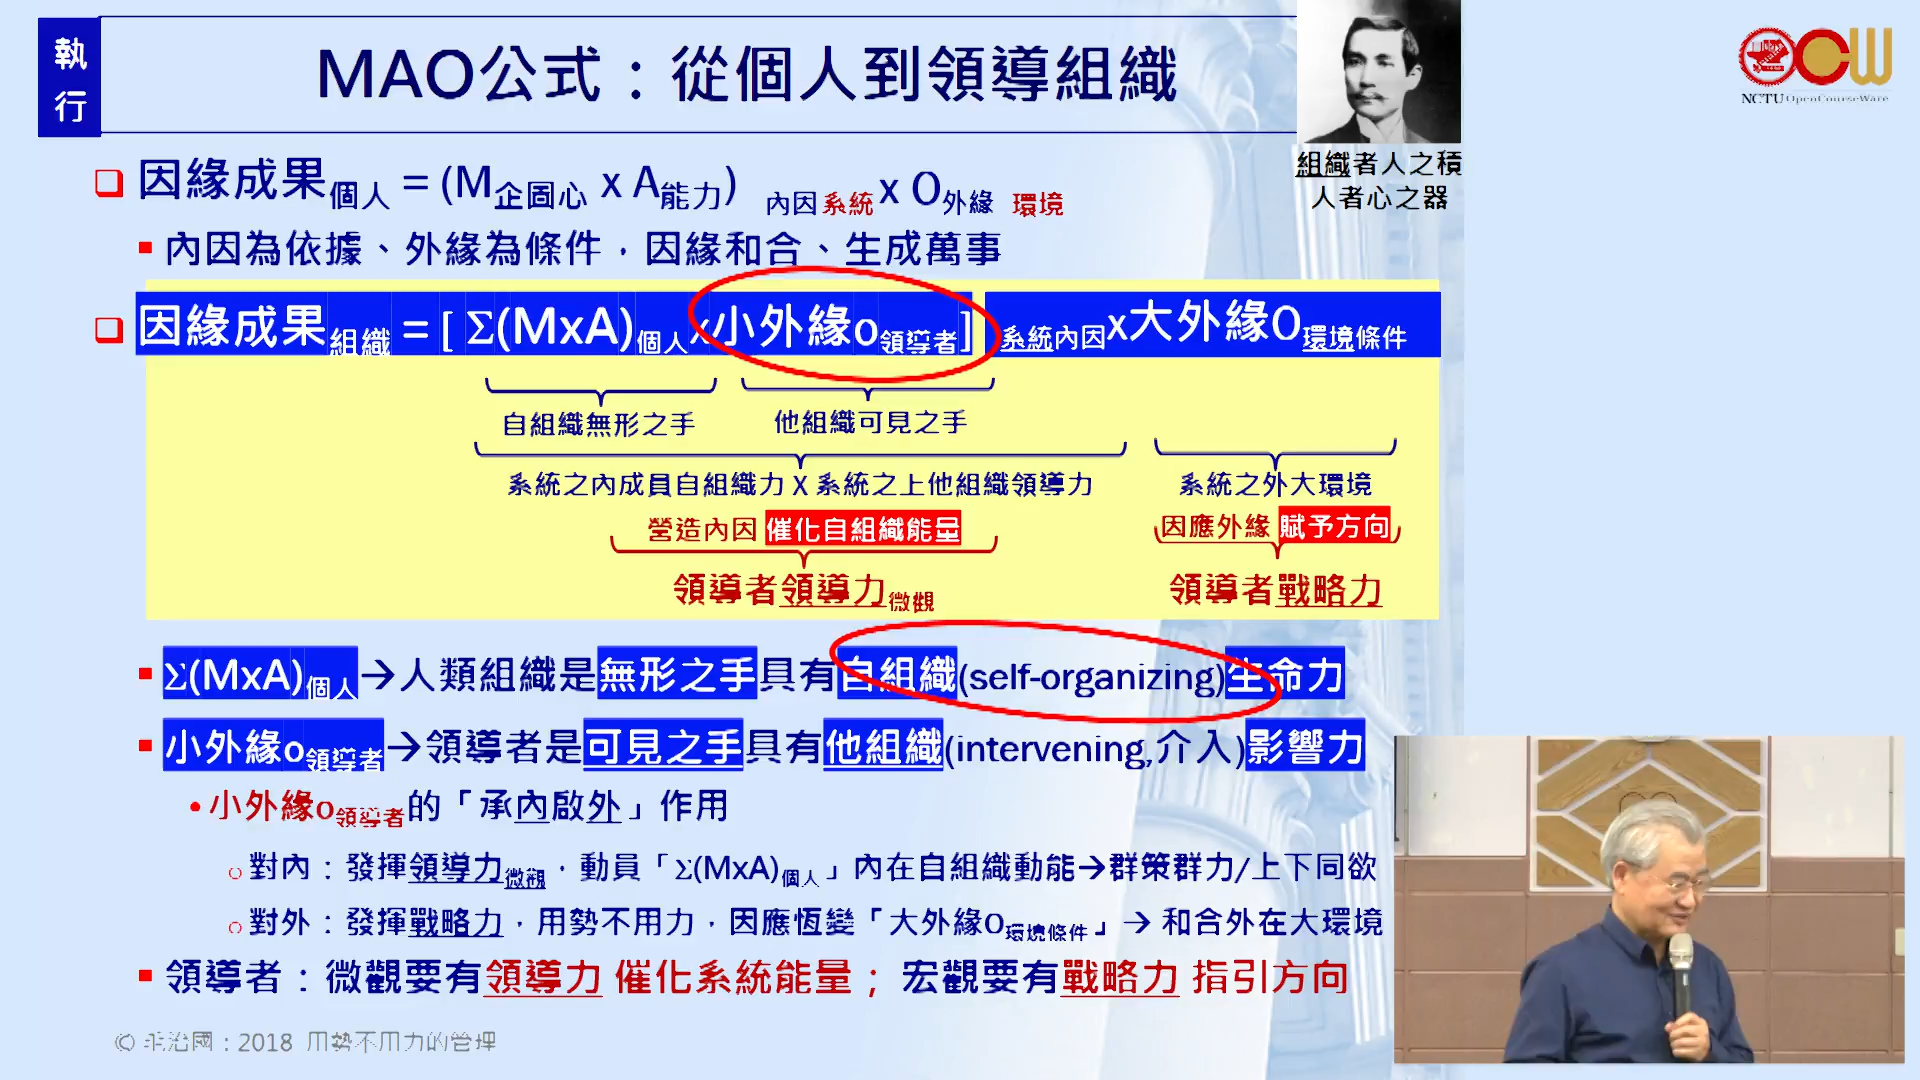 執行
MAO公式：從個人到領導組織
NCTU OpenCourseWare
組織者人之積
人者心之器
因緣成果個人 = (M企圖心 x A能力) 內因系統 x O外緣 環境
內因為依據、外緣為條件，因緣和合、生成萬事
因緣成果組織 = [ Σ(MxA)個人x小外緣o領導者] 系統內因x大外緣O環境條件
自組織無形之手 他組織可見之手
系統之內成員自組織力 X 系統之上他組織領導力 系統之外大環境
營造內因 催化自組織能量 因應外緣 賦予方向
領導者領導力微觀 領導者戰略力
Σ(MxA)個人→人類組織是無形之手具有自組織(self-organizing)生命力
小外緣o領導者→領導者是可見之手具有他組織(intervening,介入)影響力
小外緣o領導者的「承內啟外」作用
對內：發揮領導力微觀，動員「Σ(MxA)個人」內在自組織動能→群策群力/上下同欲
對外：發揮戰略力，用勢不用力，因應恆變「大外緣O環境條件」→ 和合外在大環境
領導者：微觀要有領導力 催化系統能量； 宏觀要有戰略力 指引方向
© 治國：2018 用勢不用力的管理